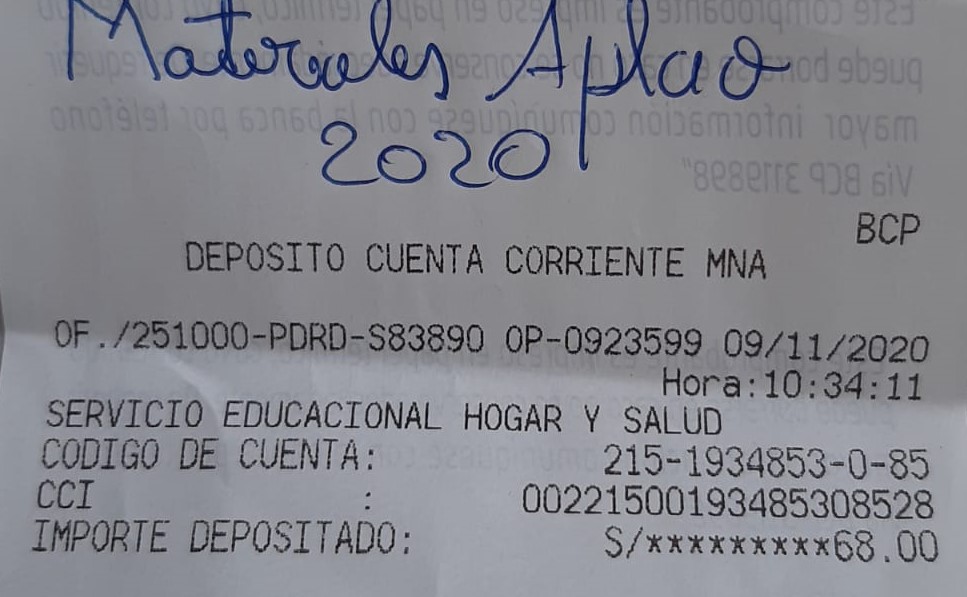 Materiales Aplao
2020
BCP
DEPOSITO CUENTA CORRIENTE MNA
OF./251000-PDRD-S83890 OP-0923599 09/11/2020
Hora:10:34:11
SERVICIO EDUCACIONAL HOGAR Y SALUD
CODIGO DE CUENTA: 215-1934853-0-85
CCI : 00221500193485308528
IMPORTE DEPOSITADO: S/*********68.00